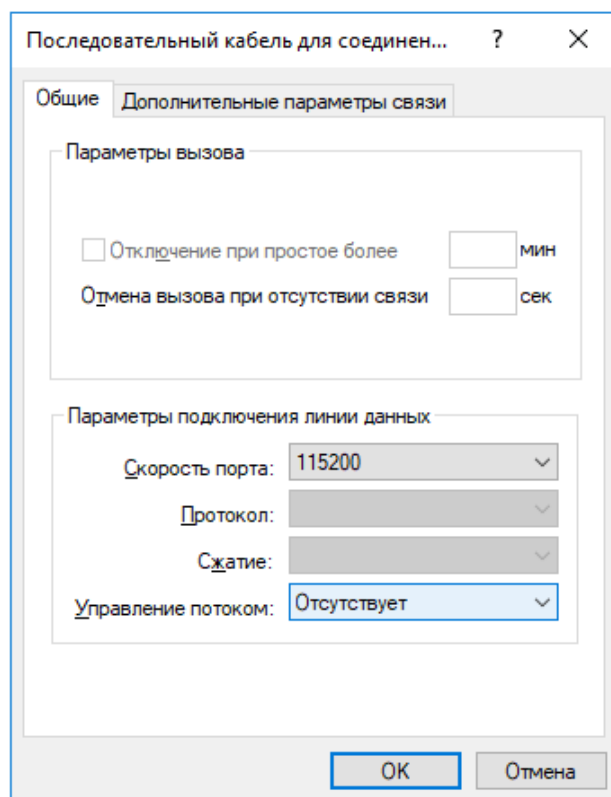 Последовательный кабель для соединен... ?
Общие Дополнительные параметры связи
Параметры вызова
Отключение при простое более мин
Отмена вызова при отсутствии связи сек
Параметры подключения линии данных
Скорость порта: 115200
Протокол:
Сжатие:
Управление потоком: Отсутствует
OK Отмена